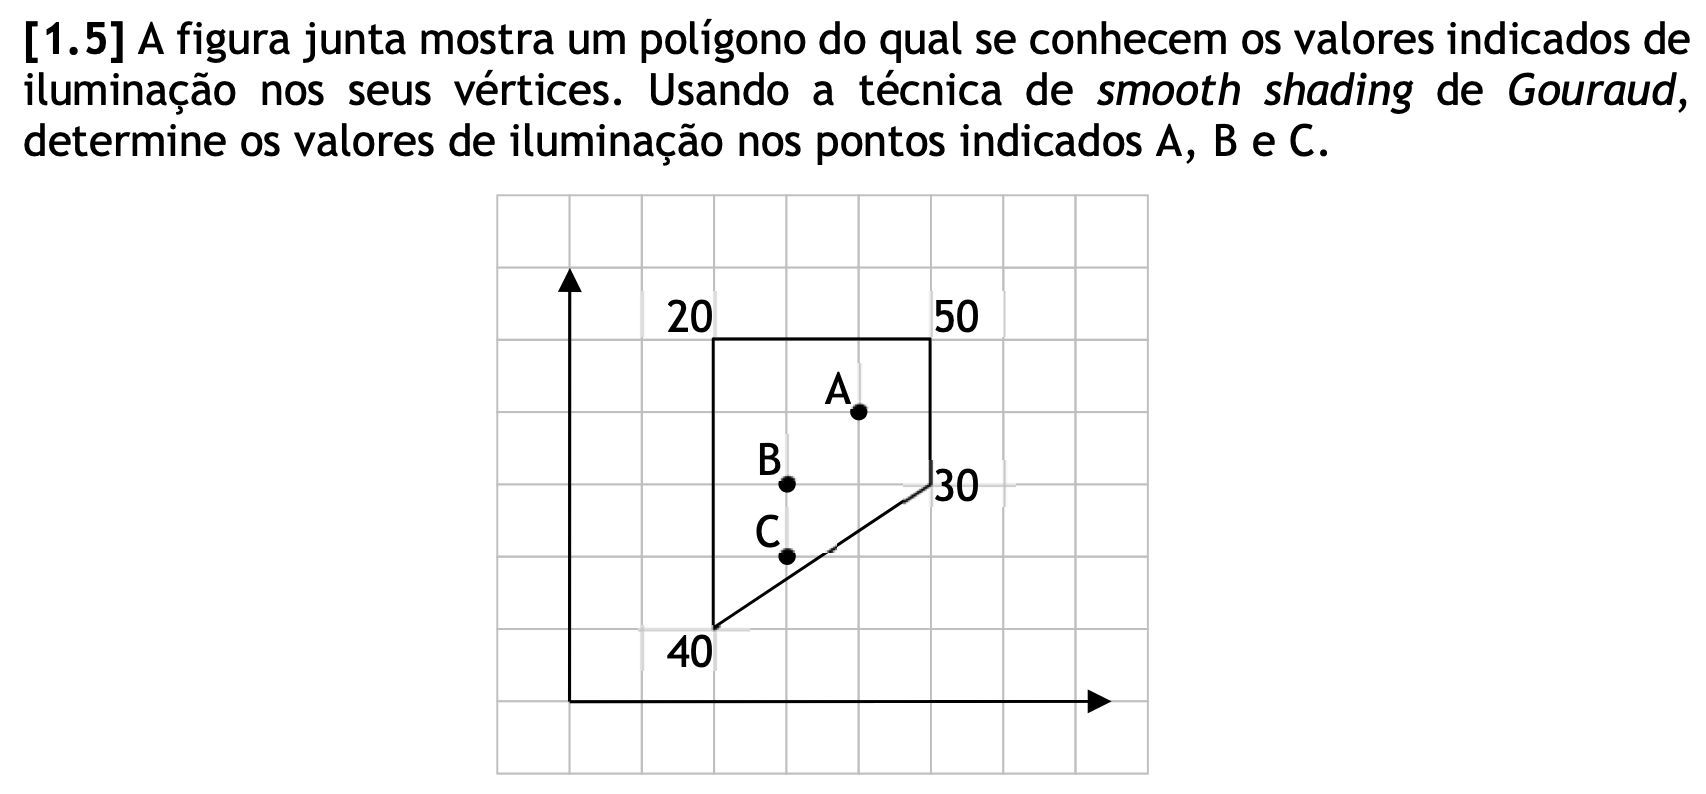 [1.5] A figura junta mostra um polígono do qual se conhecem os valores indicados de
iluminação nos seus vértices. Usando a técnica de smooth shading de Gouraud,
determine os valores de iluminação nos pontos indicados A, B e C.
20
50
A
B
30
C
40